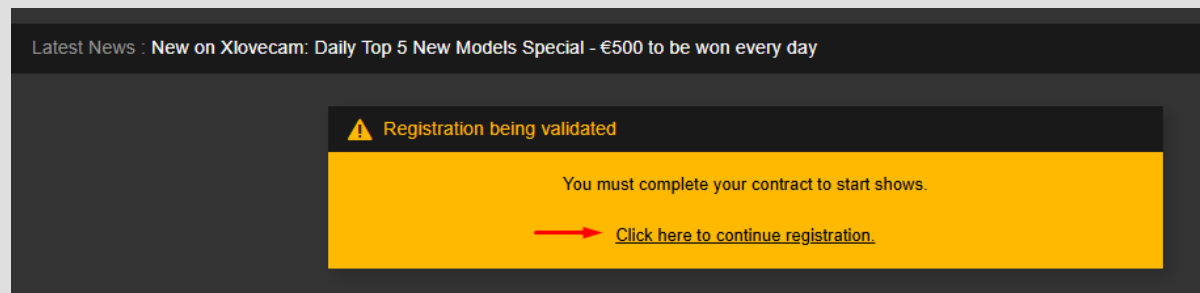 Latest News : New on Xlovecam: Daily Top 5 New Models Special - €500 to be won every day
Registration being validated
You must complete your contract to start shows.
Click here to continue registration.